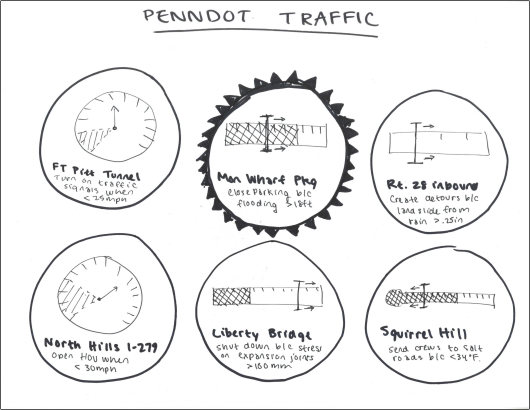 PENNDOT TRAFFIC
FT Pitt Tunnel
Turn on traffic
signals when
< 25mph
Mon Wharf Pkg
close parking b/c
flooding > 18ft
Rt. 28 inbound
Create detours b/c
landslide from
rain > .25in
North Hills I-279
open HOV when
< 30mph
Liberty Bridge
shut down b/c stress
on expansion joints
>100mm
Squirrel Hill
send crews to salt
roads b/c <34°F.